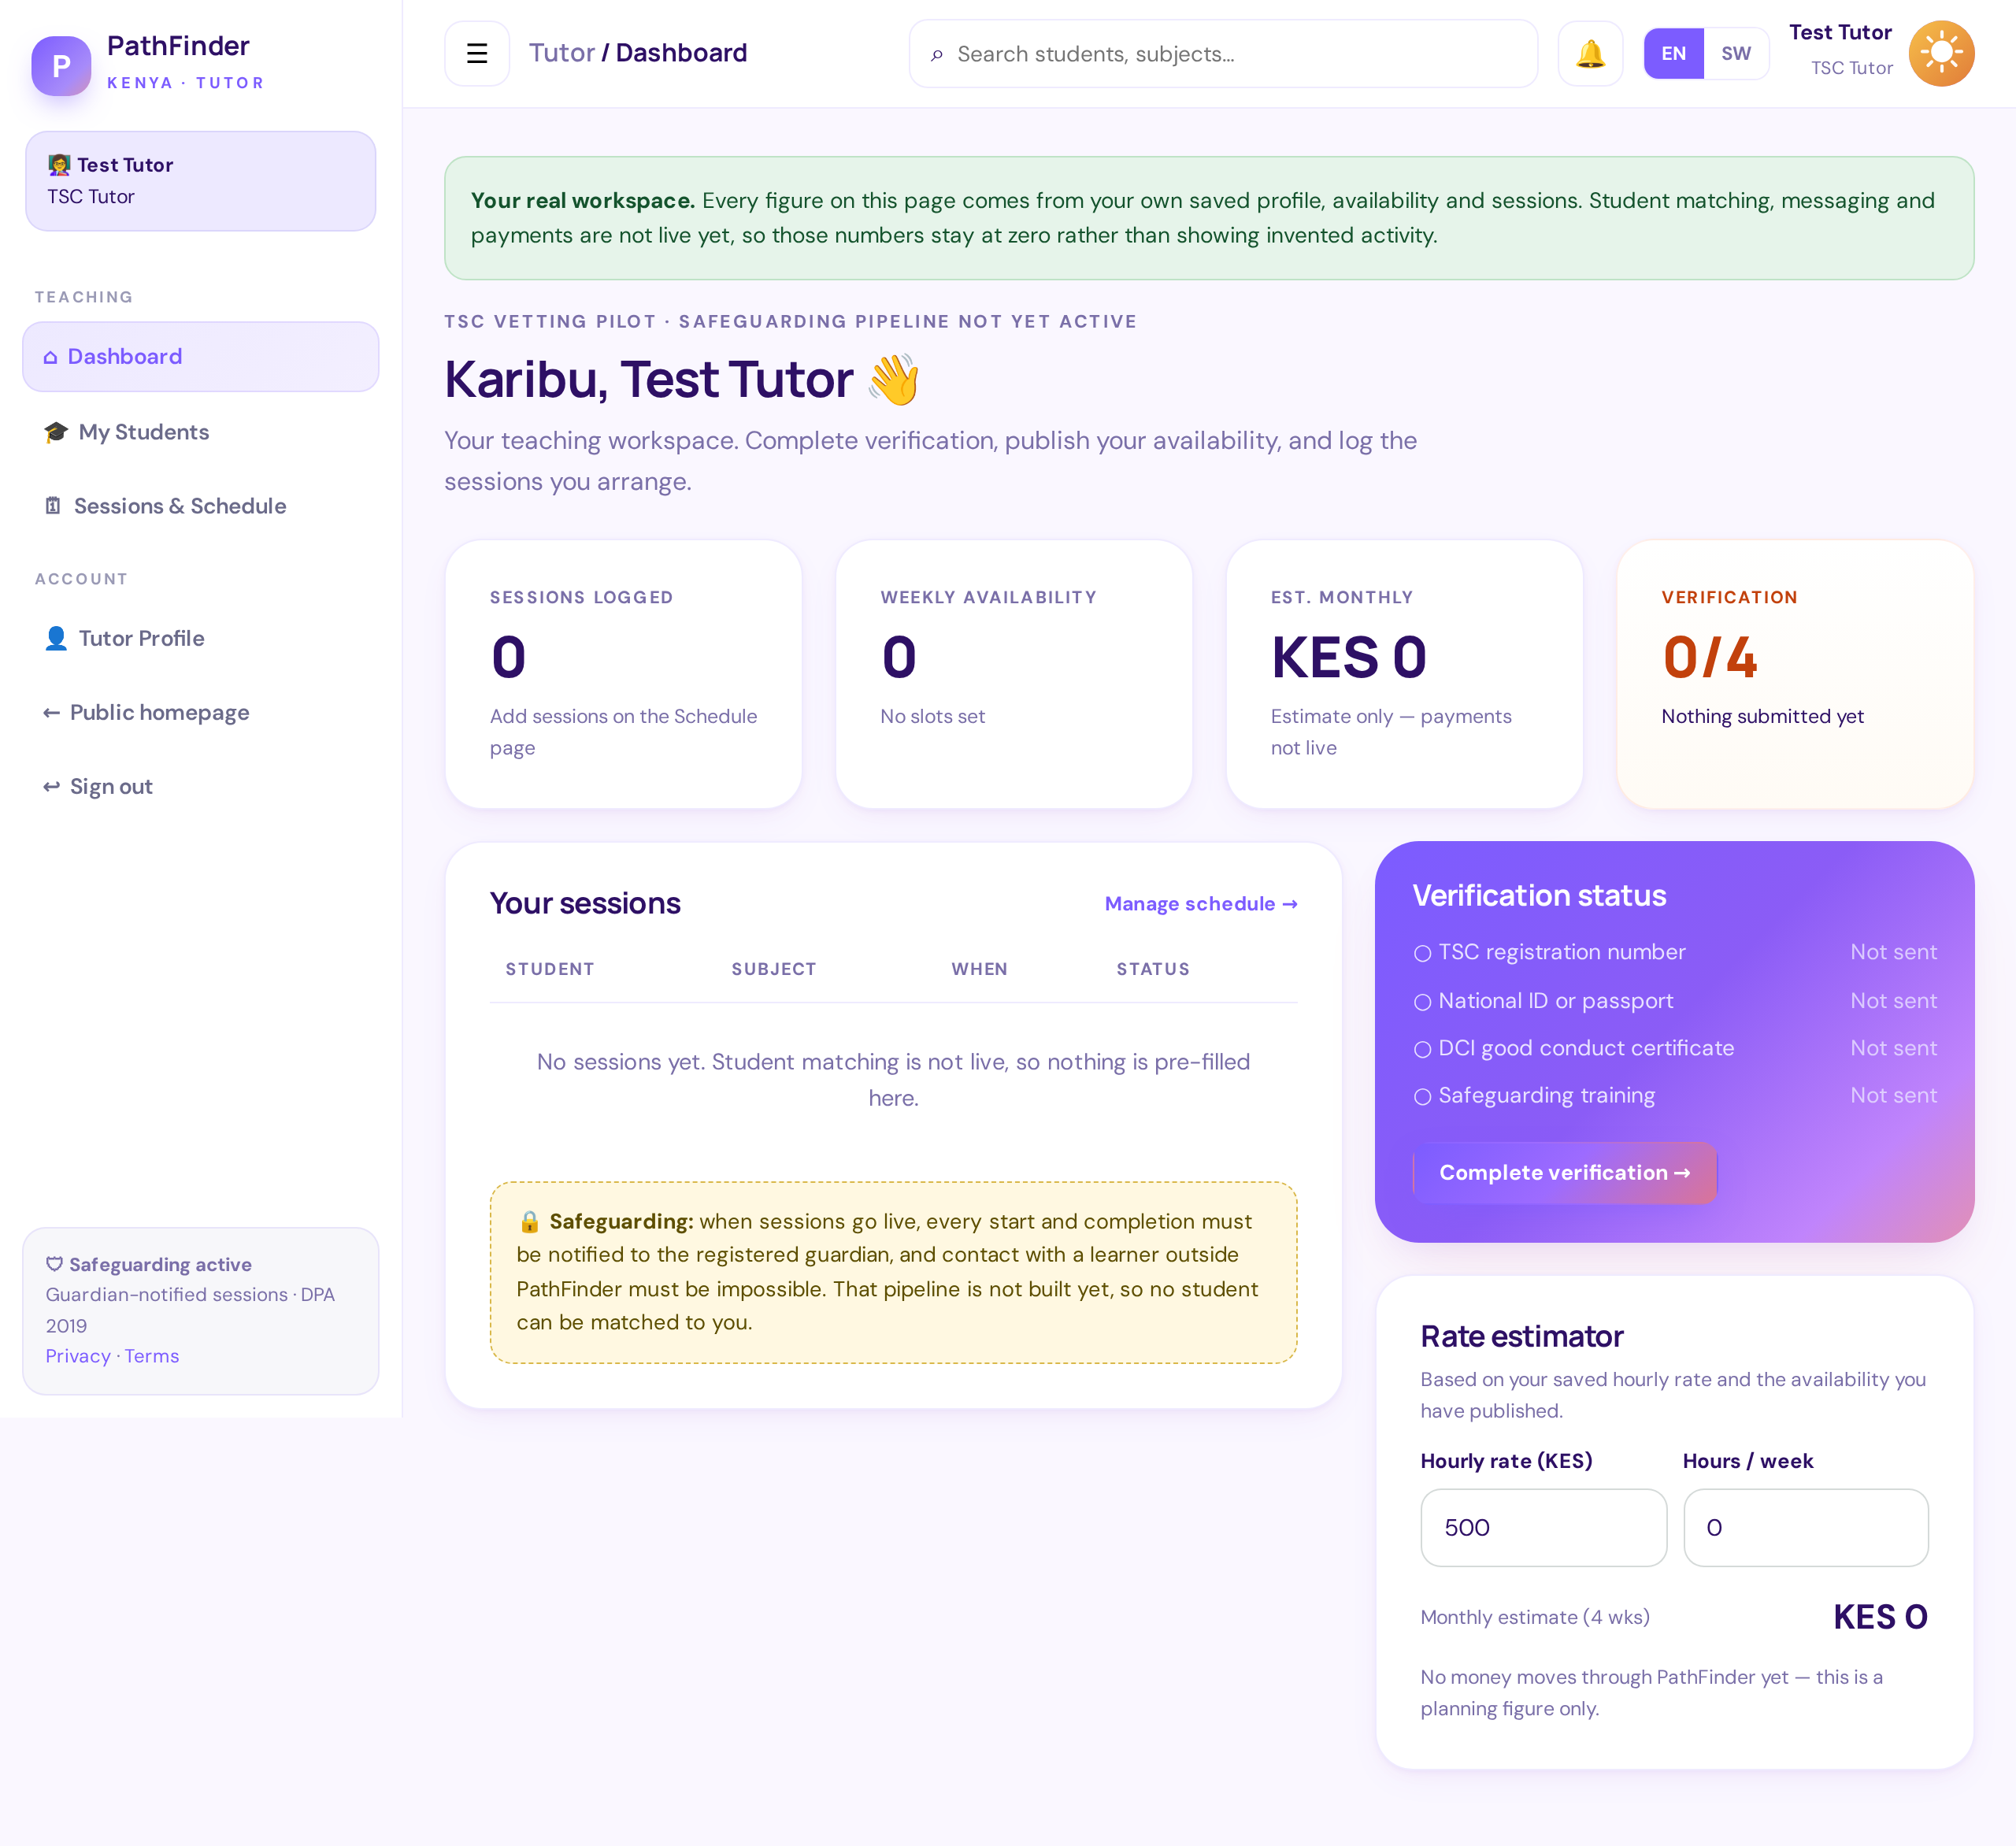 P
PathFinder
KENYA · TUTOR
👩‍🏫 Test Tutor
TSC Tutor
TEACHING
⌂ Dashboard
🎓 My Students
🗓 Sessions & Schedule
ACCOUNT
👤 Tutor Profile
← Public homepage
↩ Sign out
🛡 Safeguarding active
Guardian-notified sessions · DPA
2019
Privacy · Terms
☰ Tutor / Dashboard
⌕ Search students, subjects...
🔔
EN SW
Test Tutor
TSC Tutor
Your real workspace. Every figure on this page comes from your own saved profile, availability and sessions. Student matching, messaging and
payments are not live yet, so those numbers stay at zero rather than showing invented activity.
TSC VETTING PILOT · SAFEGUARDING PIPELINE NOT YET ACTIVE
Karibu, Test Tutor 👋
Your teaching workspace. Complete verification, publish your availability, and log the
sessions you arrange.
SESSIONS LOGGED
0
Add sessions on the Schedule
page
WEEKLY AVAILABILITY
0
No slots set
EST. MONTHLY
KES 0
Estimate only — payments
not live
VERIFICATION
0/4
Nothing submitted yet
Your sessions
Manage schedule →
STUDENT SUBJECT WHEN STATUS
No sessions yet. Student matching is not live, so nothing is pre-filled
here.
🔒 Safeguarding: when sessions go live, every start and completion must
be notified to the registered guardian, and contact with a learner outside
PathFinder must be impossible. That pipeline is not built yet, so no student
can be matched to you.
Verification status
○ TSC registration number Not sent
○ National ID or passport Not sent
○ DCI good conduct certificate Not sent
○ Safeguarding training Not sent
Complete verification →
Rate estimator
Based on your saved hourly rate and the availability you
have published.
Hourly rate (KES) Hours / week
500 0
Monthly estimate (4 wks) KES 0
No money moves through PathFinder yet — this is a
planning figure only.